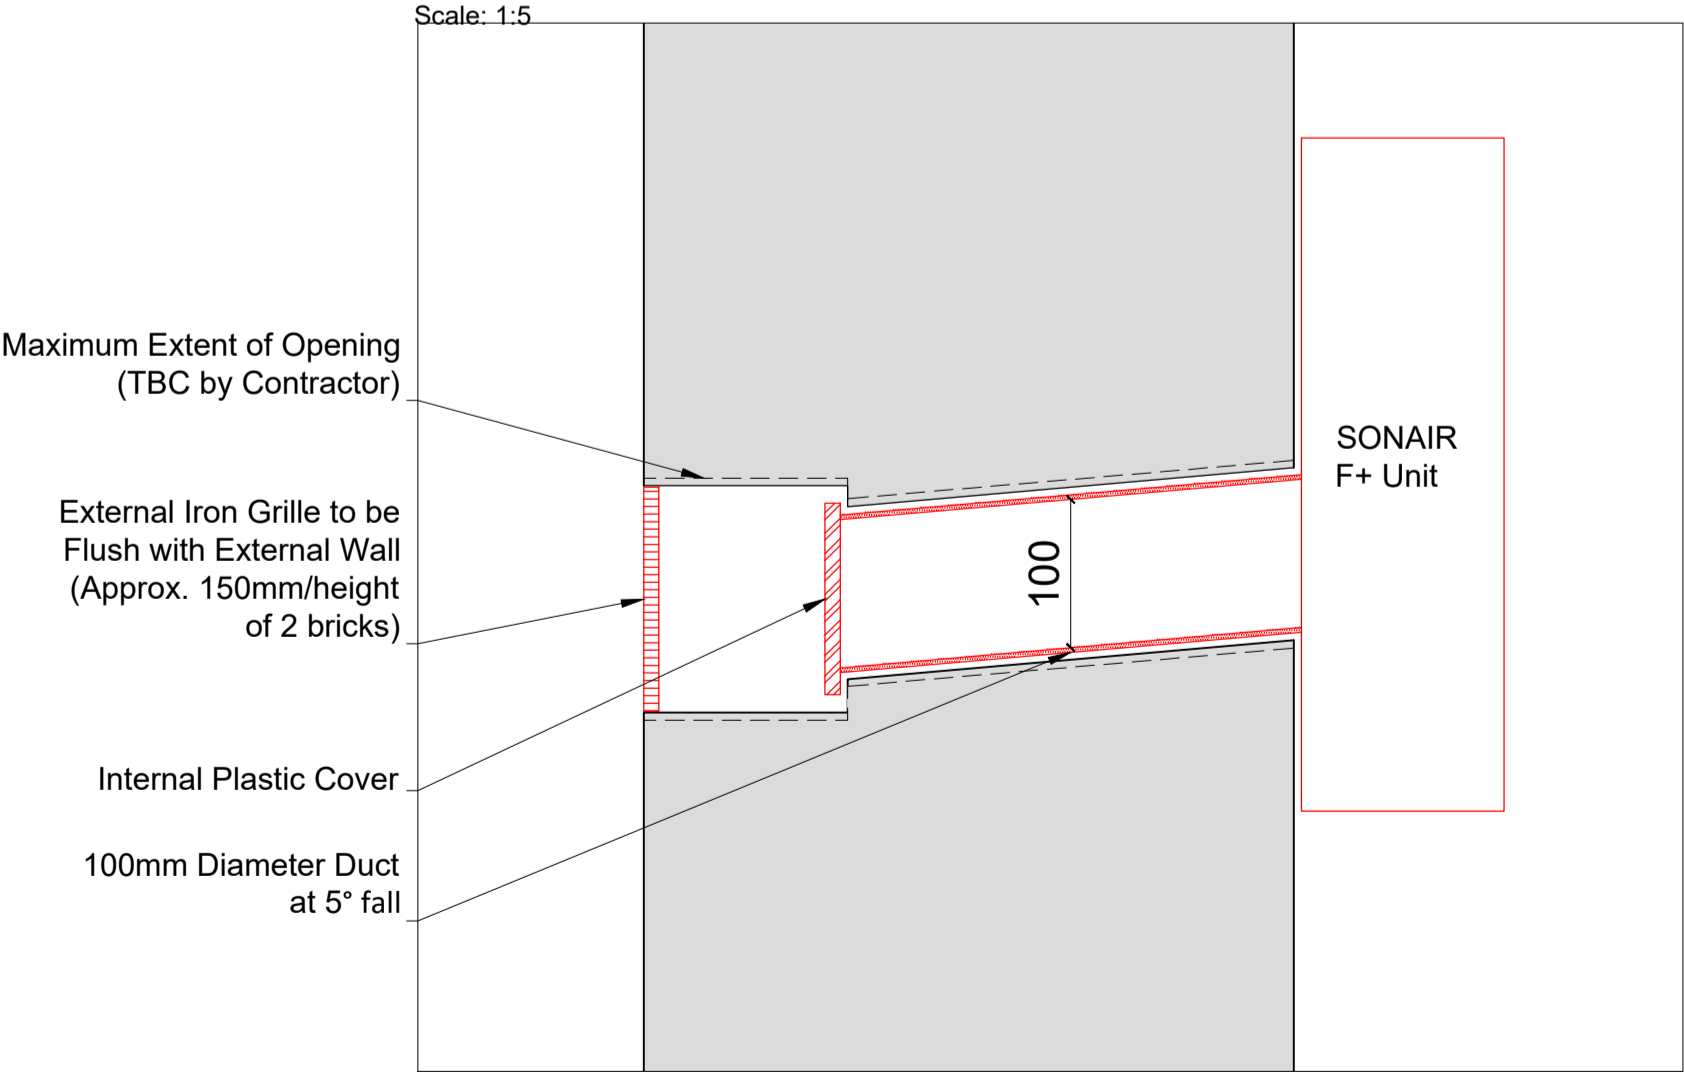 Scale: 1:5
Maximum Extent of Opening
(TBC by Contractor)
External Iron Grille to be
Flush with External Wall
(Approx. 150mm/height
of 2 bricks)
Internal Plastic Cover
100mm Diameter Duct
at 5° fall
100
SONAIR
F+ Unit